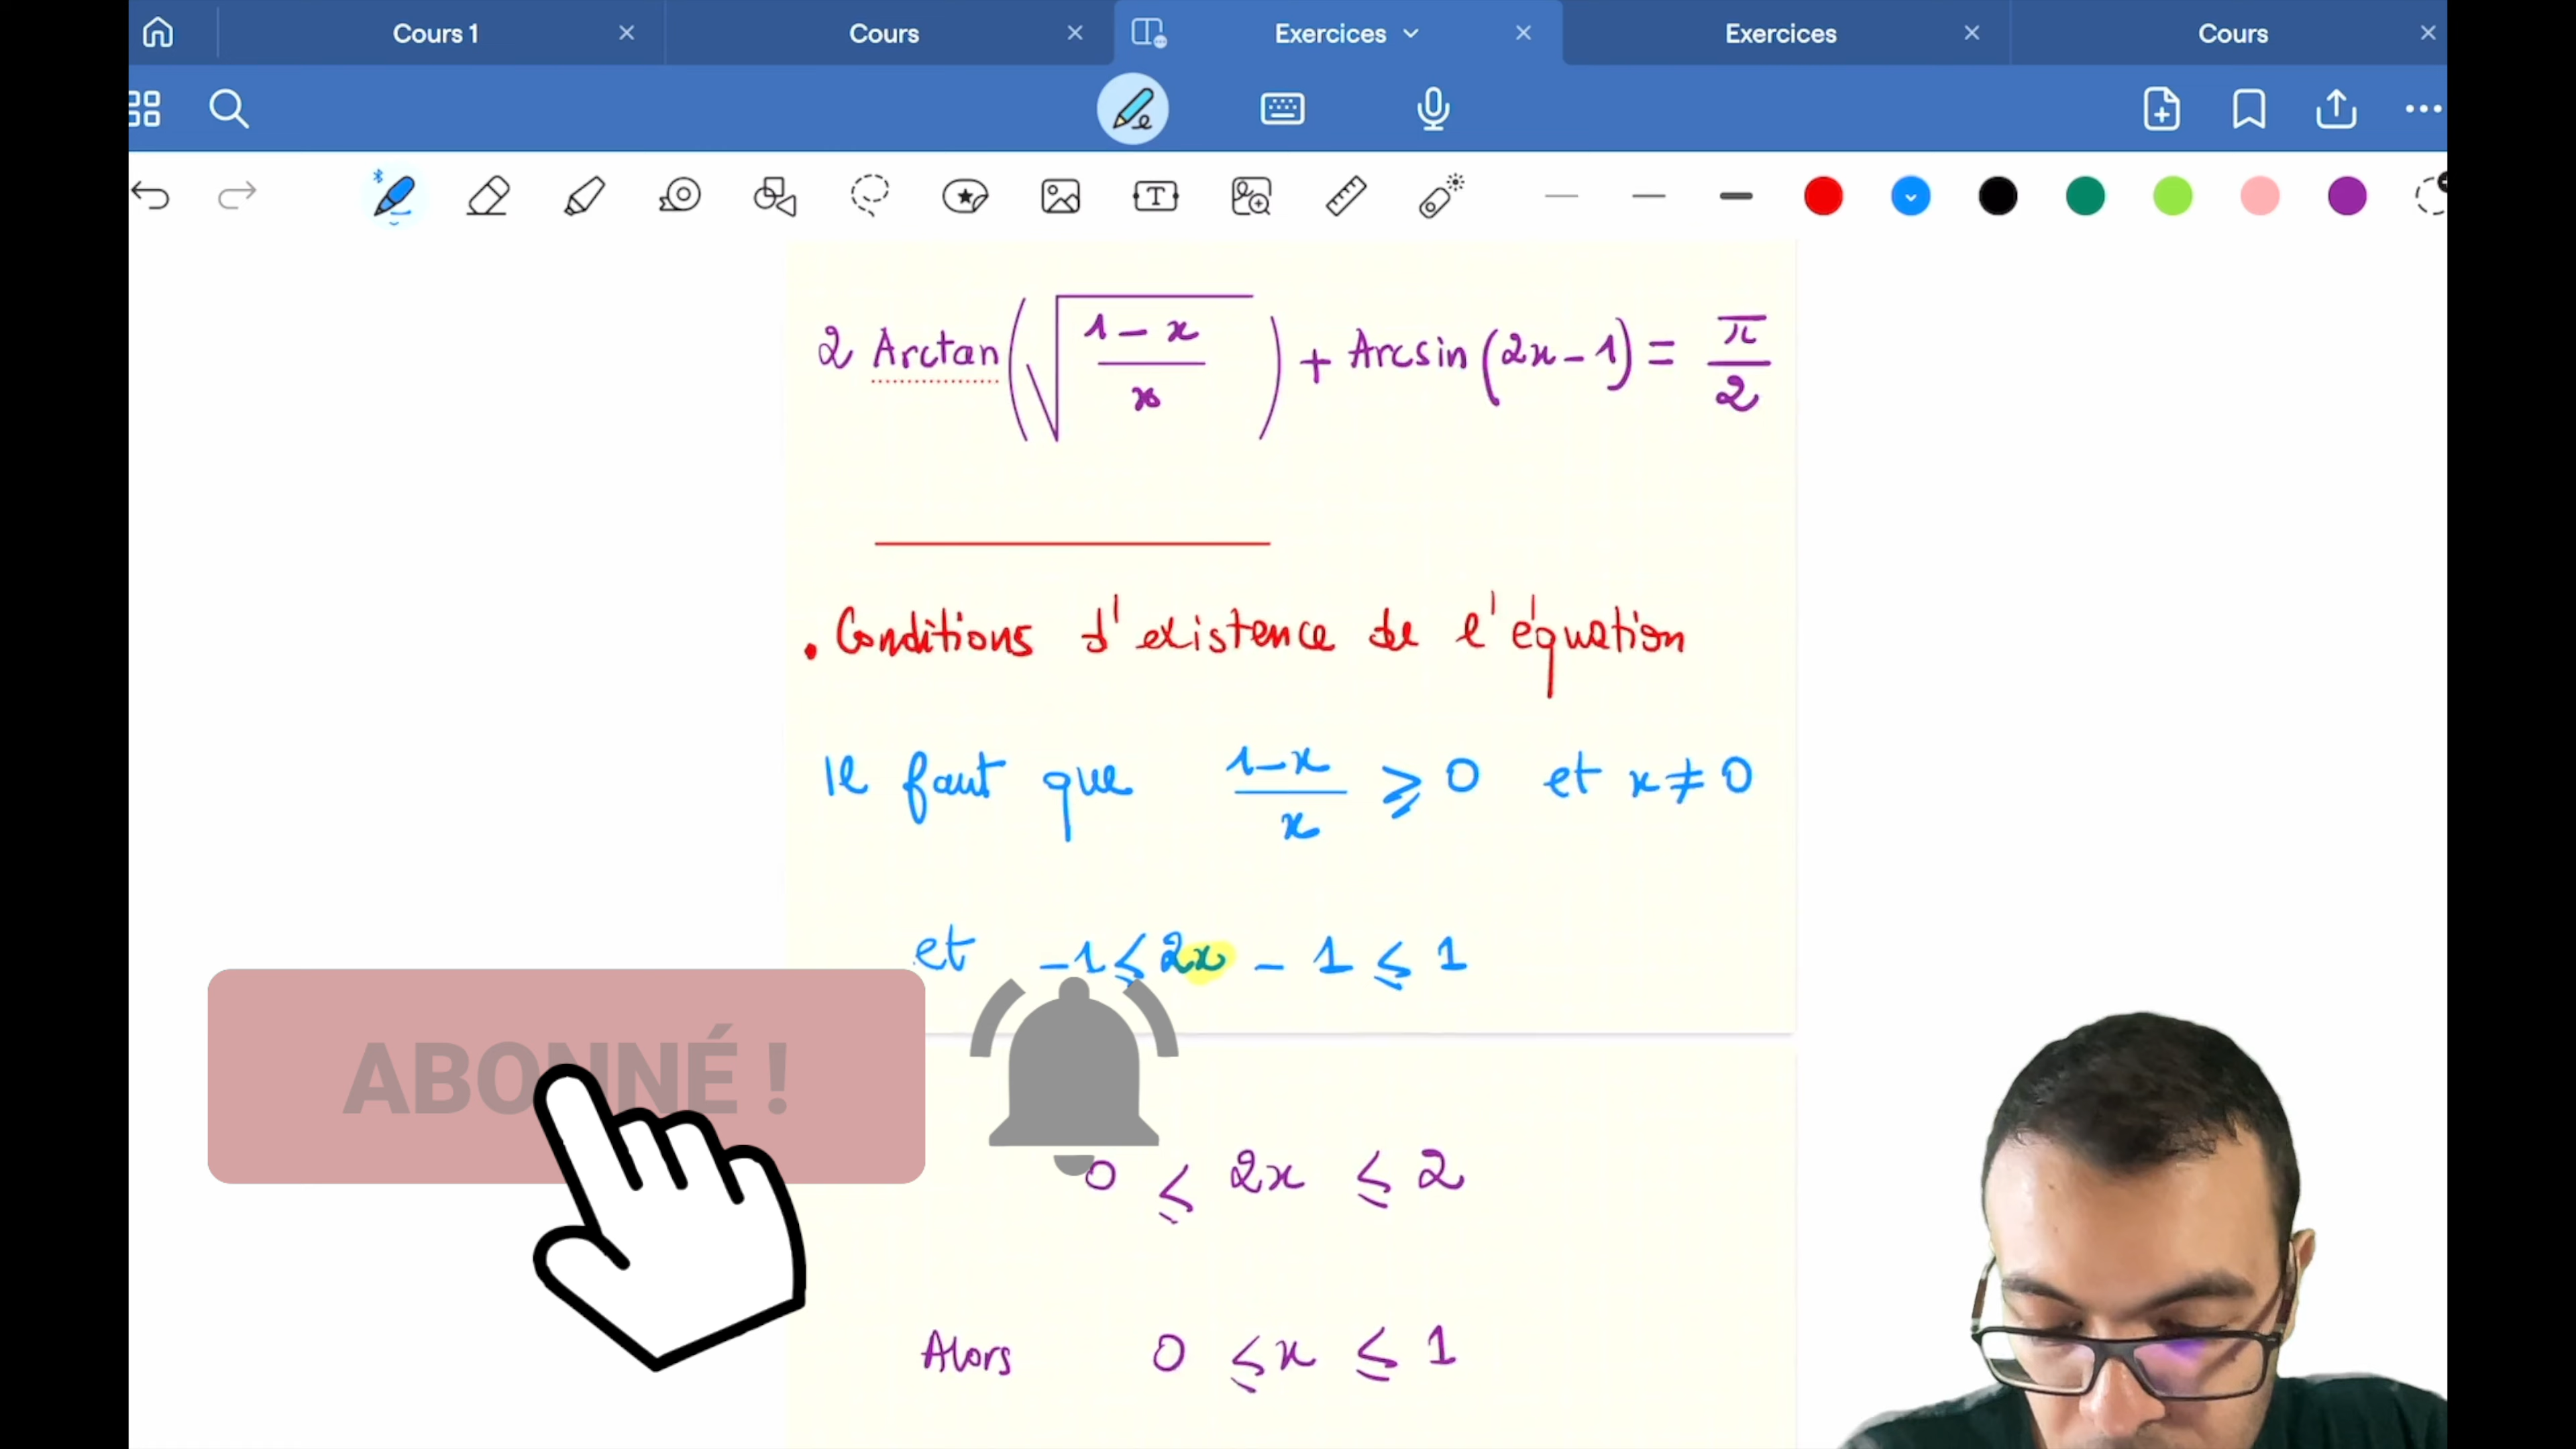 Cours 1
Cours
Exercices
Exercices
Cours
2 Arctan(√((1-x)/x)) + Arcsin(2x-1) = π/2
. Conditions d'existence de l'équation
Il faut que (1-x)/x ⩾ 0 et x ≠ 0
et -1 ≤ 2x - 1 ≤ 1
ABONNÉ !
0 ≤ 2x ≤ 2
Alors 0 ≤ x ≤ 1